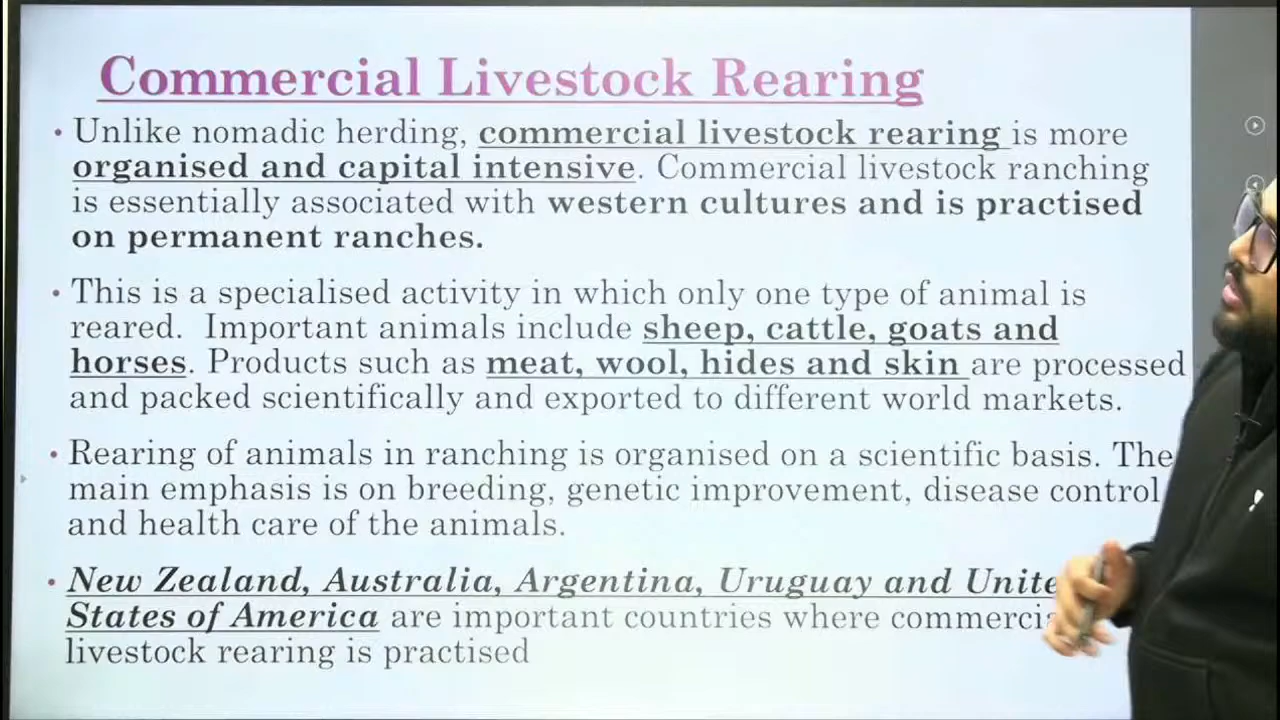 Commercial Livestock Rearing
• Unlike nomadic herding, commercial livestock rearing is more
organised and capital intensive. Commercial livestock ranching
is essentially associated with western cultures and is practised
on permanent ranches.
• This is a specialised activity in which only one type of animal is
reared. Important animals include sheep, cattle, goats and
horses. Products such as meat, wool, hides and skin are processed
and packed scientifically and exported to different world markets.
• Rearing of animals in ranching is organised on a scientific basis. The
main emphasis is on breeding, genetic improvement, disease control
and health care of the animals.
• New Zealand, Australia, Argentina, Uruguay and Unite
States of America are important countries where commercia
livestock rearing is practised